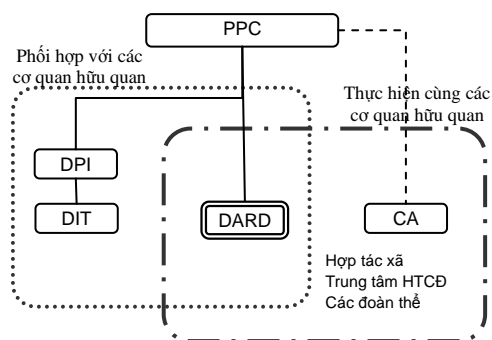 PPC
Phối hợp với các
cơ quan hữu quan
Thực hiện cùng các
cơ quan hữu quan
DPI
DIT
DARD
CA
Hợp tác xã
Trung tâm HTCĐ
Các đoàn thể